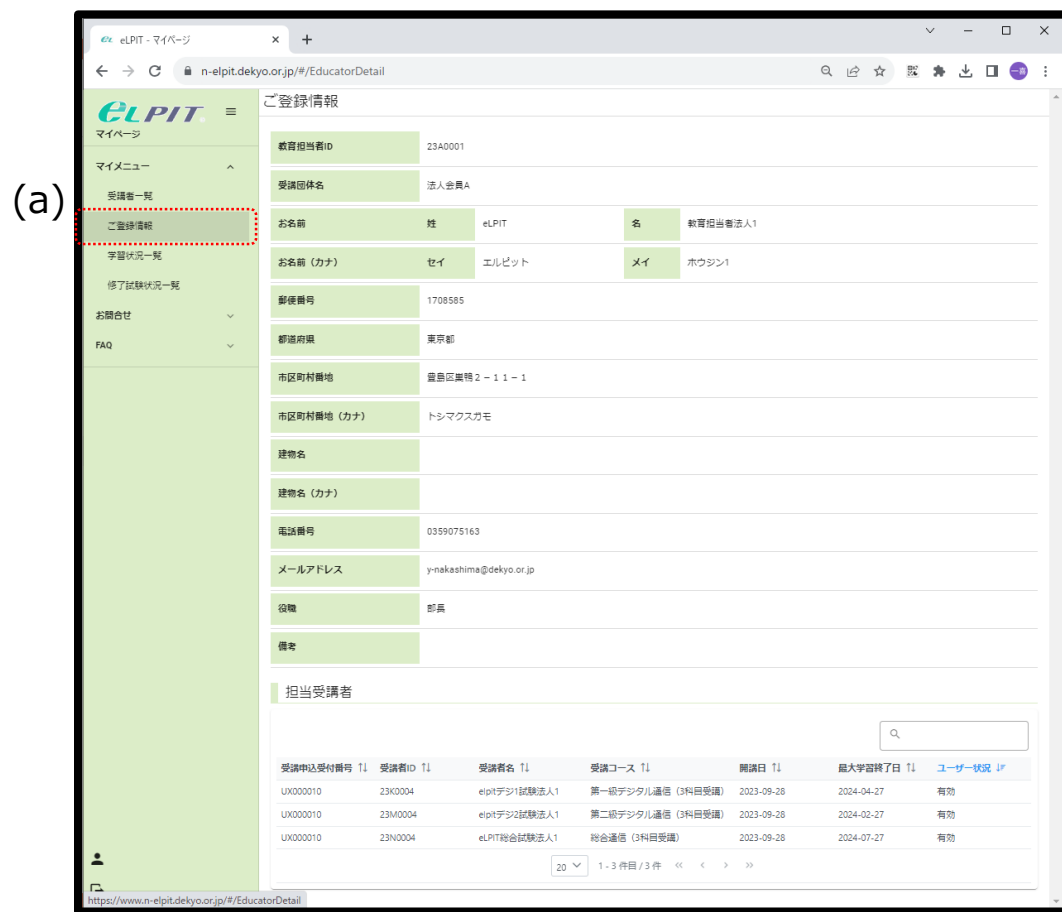 eLPIT - マイページ
n-elpit.dekyo.or.jp/#/EducatorDetail
一喜
eLPIT
マイページ
マイメニュー
(a)
受講者一覧
ご登録情報
学習状況一覧
修了試験状況一覧
お問合せ
FAQ
ご登録情報
教育担当者ID 23A0001
受講団体名 法人会員A
お名前 姓 eLPIT 名 教育担当者法人1
お名前（カナ） セイ エルピット メイ ホウジン1
郵便番号 1708585
都道府県 東京都
市区町村番地 豊島区巣鴨２－１１－１
市区町村番地（カナ） トシマクスガモ
建物名
建物名（カナ）
電話番号 0359075163
メールアドレス y-nakashima@dekyo.or.jp
役職 部長
備考
担当受講者
受講申込受付番号 受講者ID 受講者名 受講コース 開講日 最大学習終了日 ユーザー状況
UX000010 23K0004 elpitデジ1試験法人1 第一級デジタル通信（3科目受講） 2023-09-28 2024-04-27 有効
UX000010 23M0004 elpitデジ2試験法人1 第二級デジタル通信（3科目受講） 2023-09-28 2024-02-27 有効
UX000010 23N0004 eLPIT総合試験法人1 総合通信（3科目受講） 2023-09-28 2024-07-27 有効
20 1 - 3 件目 / 3 件
https://www.n-elpit.dekyo.or.jp/#/EducatorDetail